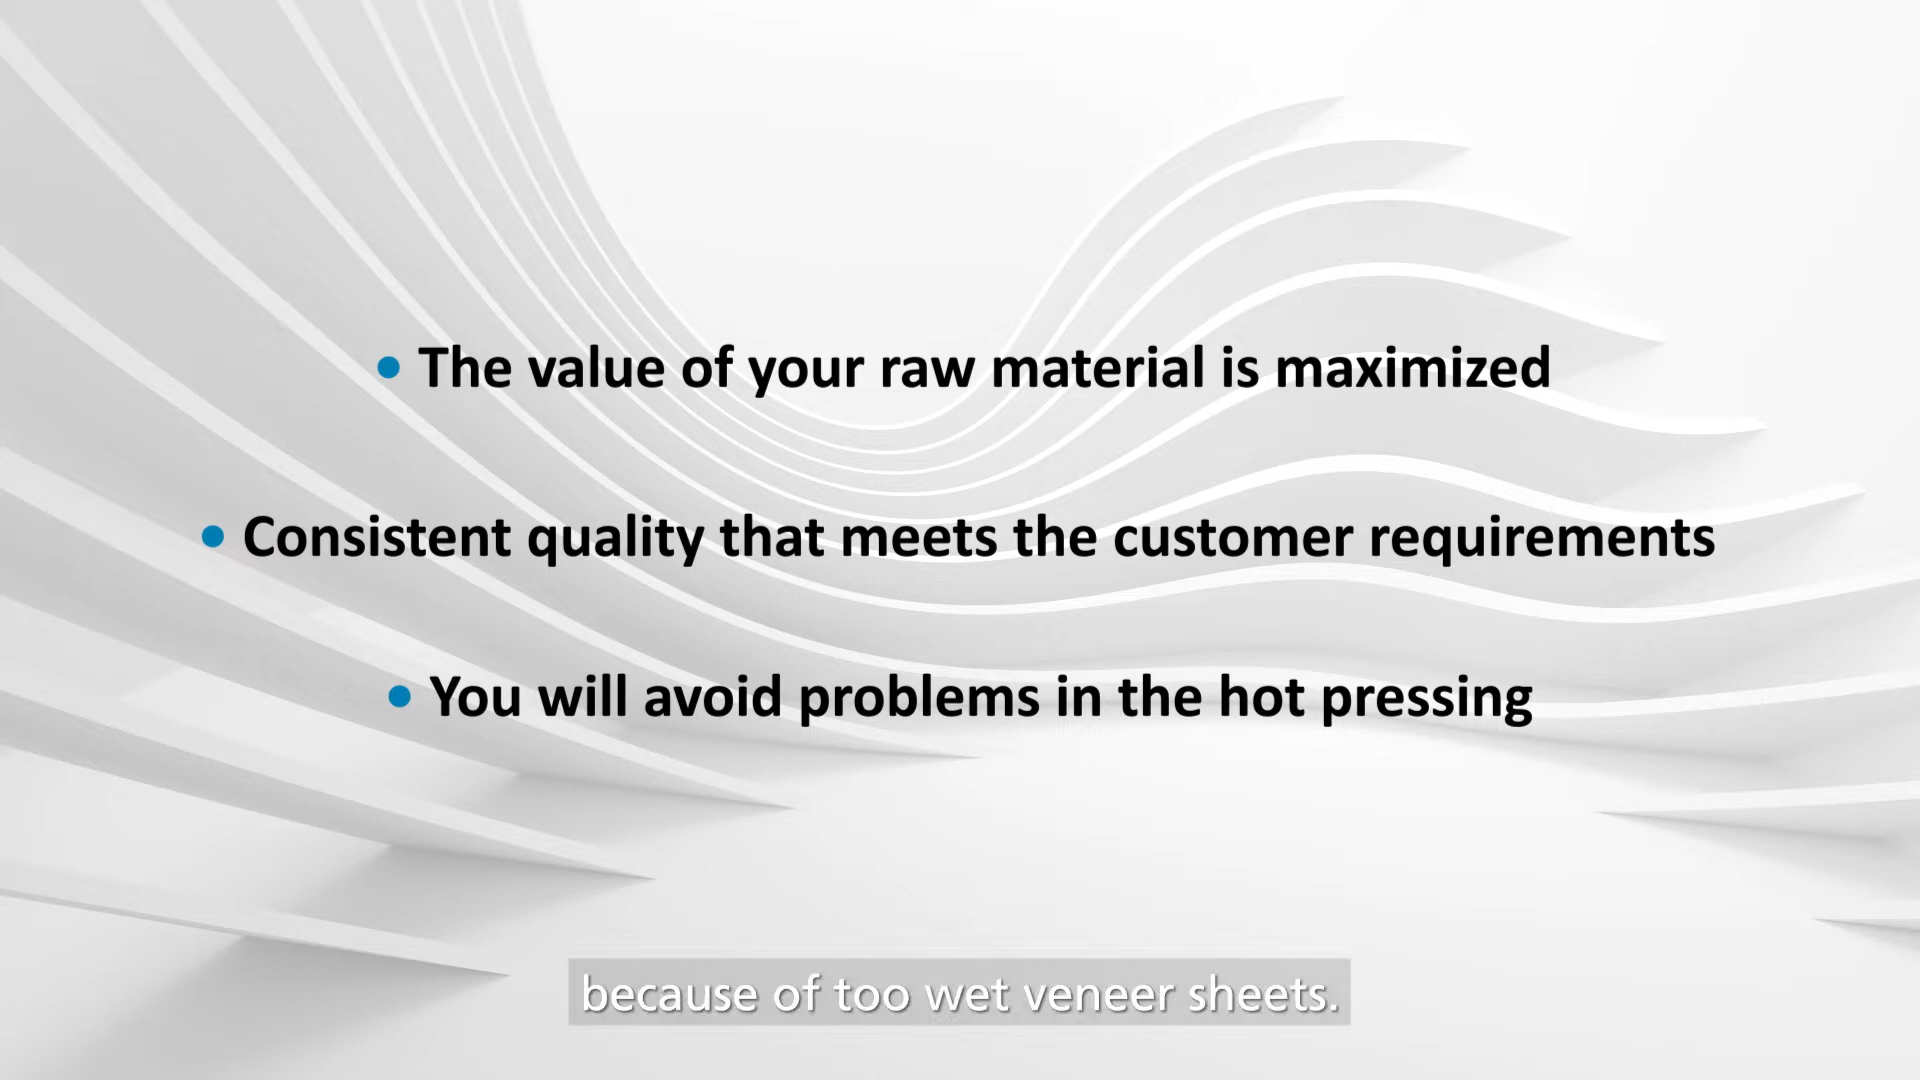 • The value of your raw material is maximized
• Consistent quality that meets the customer requirements
• You will avoid problems in the hot pressing
because of too wet veneer sheets.